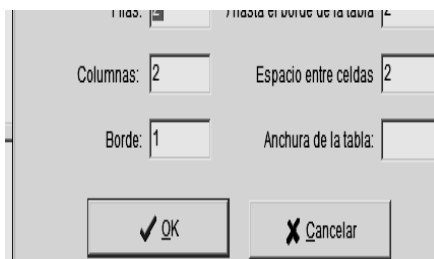 Filas: 2 hasta el borde de la tabla 2
Columnas: 2 Espacio entre celdas 2
Borde: 1 Anchura de la tabla:
OK Cancelar